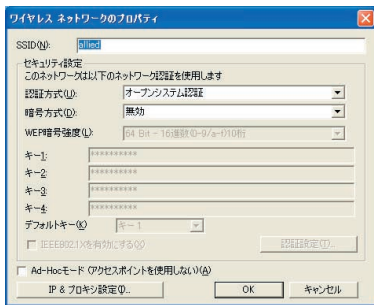 ワイヤレス ネットワークのプロパティ
SSID(N): allied
セキュリティ設定
このネットワークは以下のネットワーク認証を使用します
認証方式(U): オープンシステム認証
暗号方式(D): 無効
WEP暗号強度(L): 64 Bit - 16進数(0-9/a-f)10桁
キー1: **********
キー2: **********
キー3: **********
キー4: **********
デフォルトキー(K) キー 1
IEEE802.1Xを有効にする(X) 認証設定(T)...
Ad-Hocモード (アクセスポイントを使用しない)(A)
IP & プロキシ設定(I)... OK キャンセル